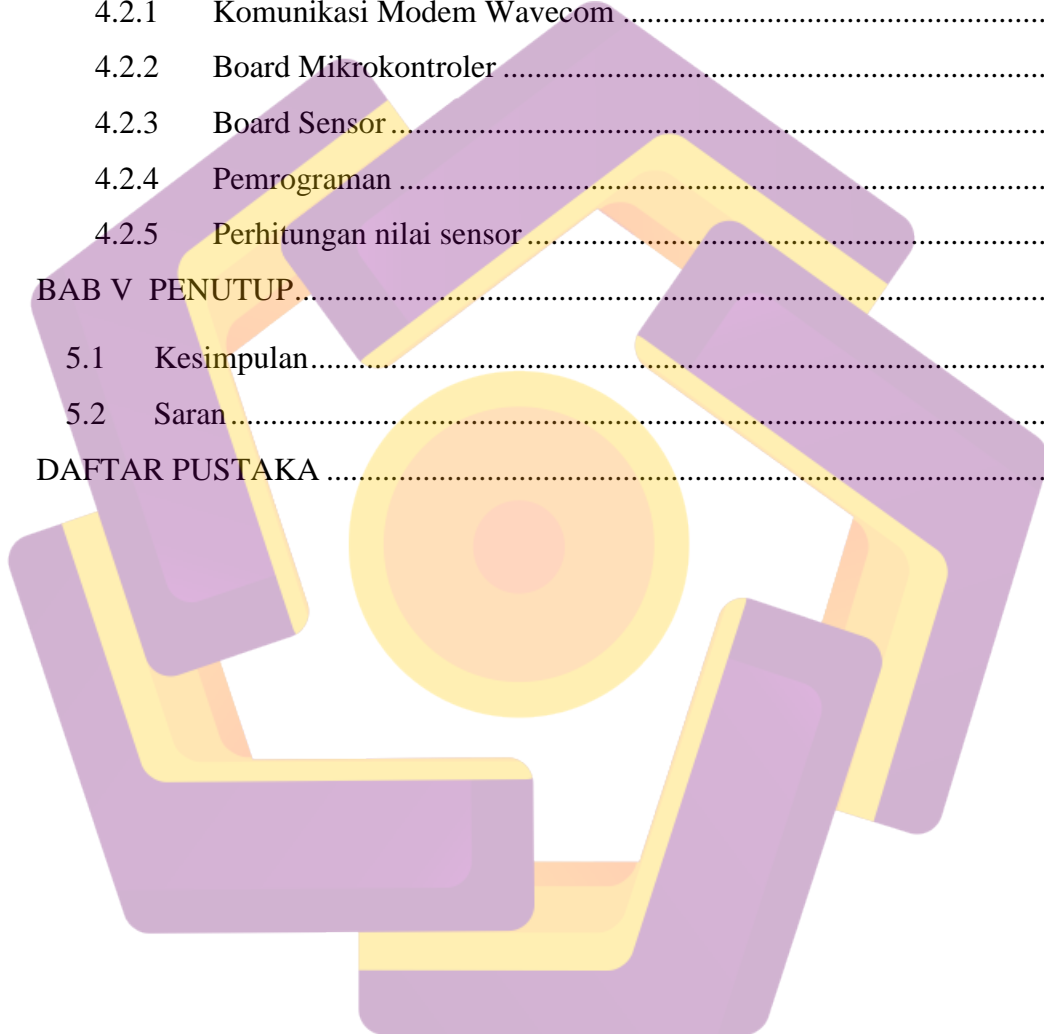 4.2.1 Komunikasi Modem Wavecom ................................................
4.2.2 Board Mikrokontroler ................................................
4.2.3 Board Sensor ................................................
4.2.4 Pemrograman ................................................
4.2.5 Perhitungan nilai sensor ................................................
BAB V PENUTUP ................................................
5.1 Kesimpulan ................................................
5.2 Saran ................................................
DAFTAR PUSTAKA ................................................